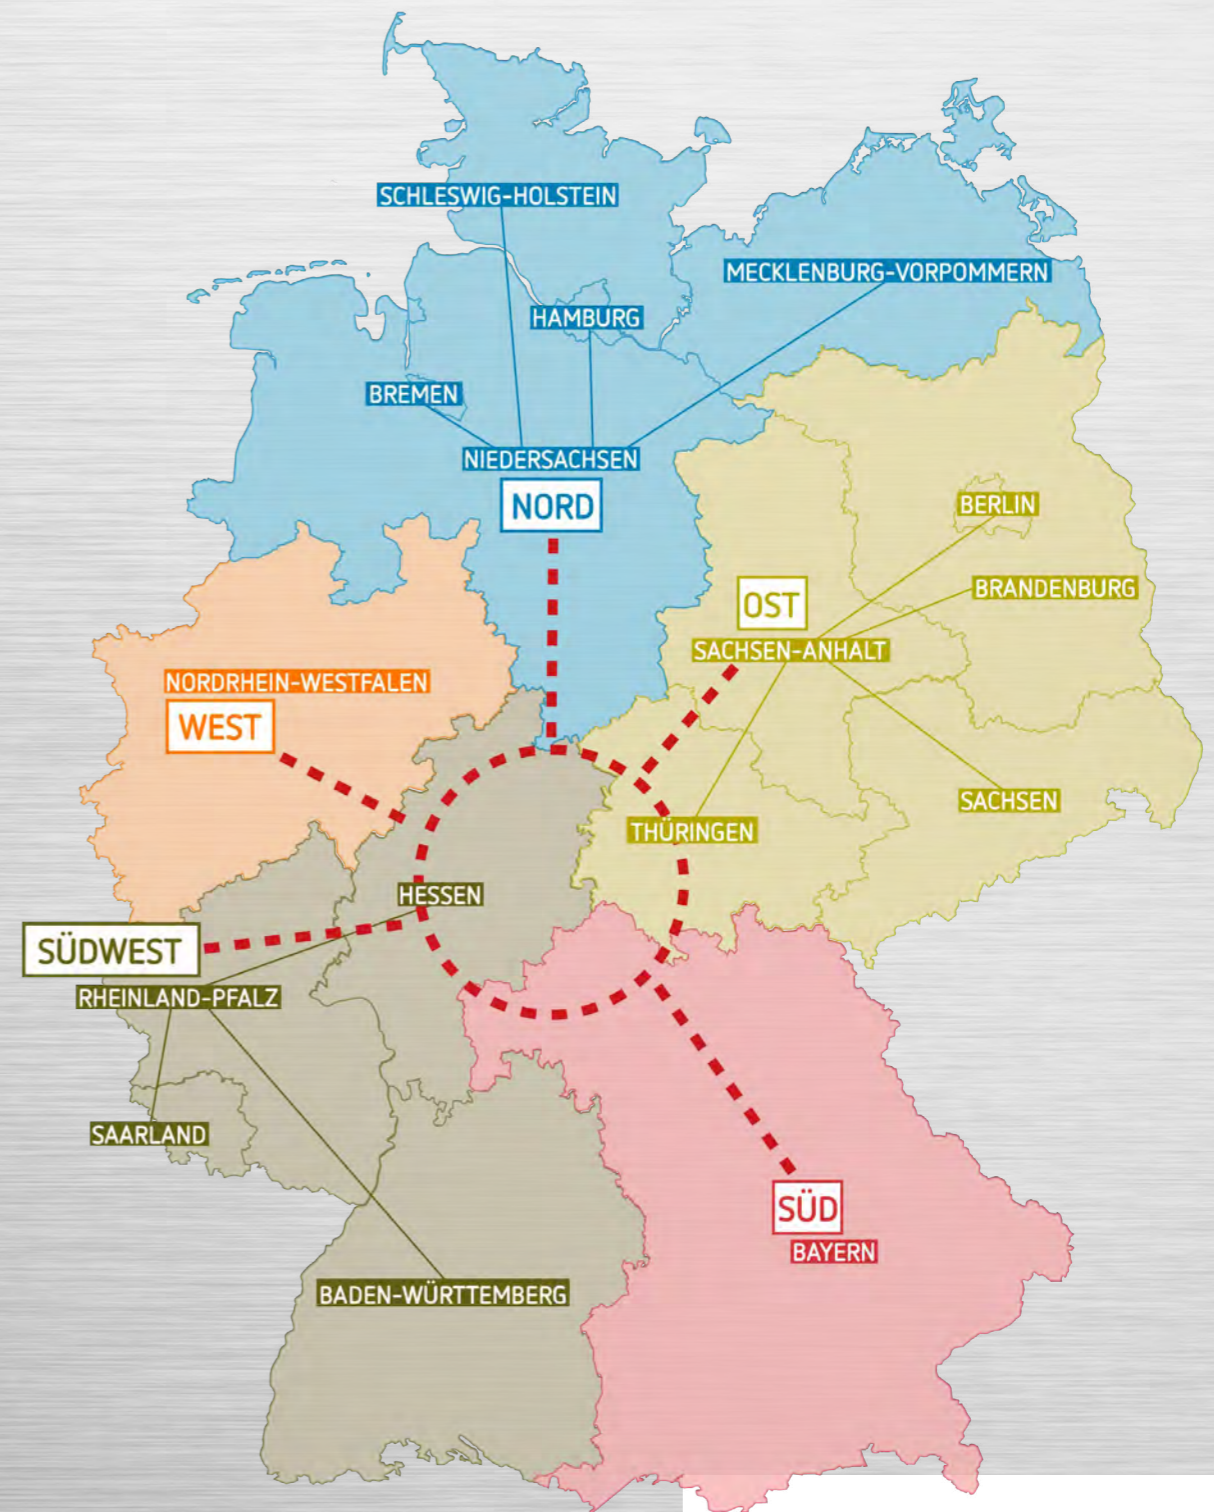 SCHLESWIG-HOLSTEIN
MECKLENBURG-VORPOMMERN
HAMBURG
BREMEN
NIEDERSACHSEN
NORD
BERLIN
BRANDENBURG
OST
SACHSEN-ANHALT
NORDRHEIN-WESTFALEN
WEST
SACHSEN
THÜRINGEN
HESSEN
SÜDWEST
RHEINLAND-PFALZ
SAARLAND
SÜD
BAYERN
BADEN-WÜRTTEMBERG